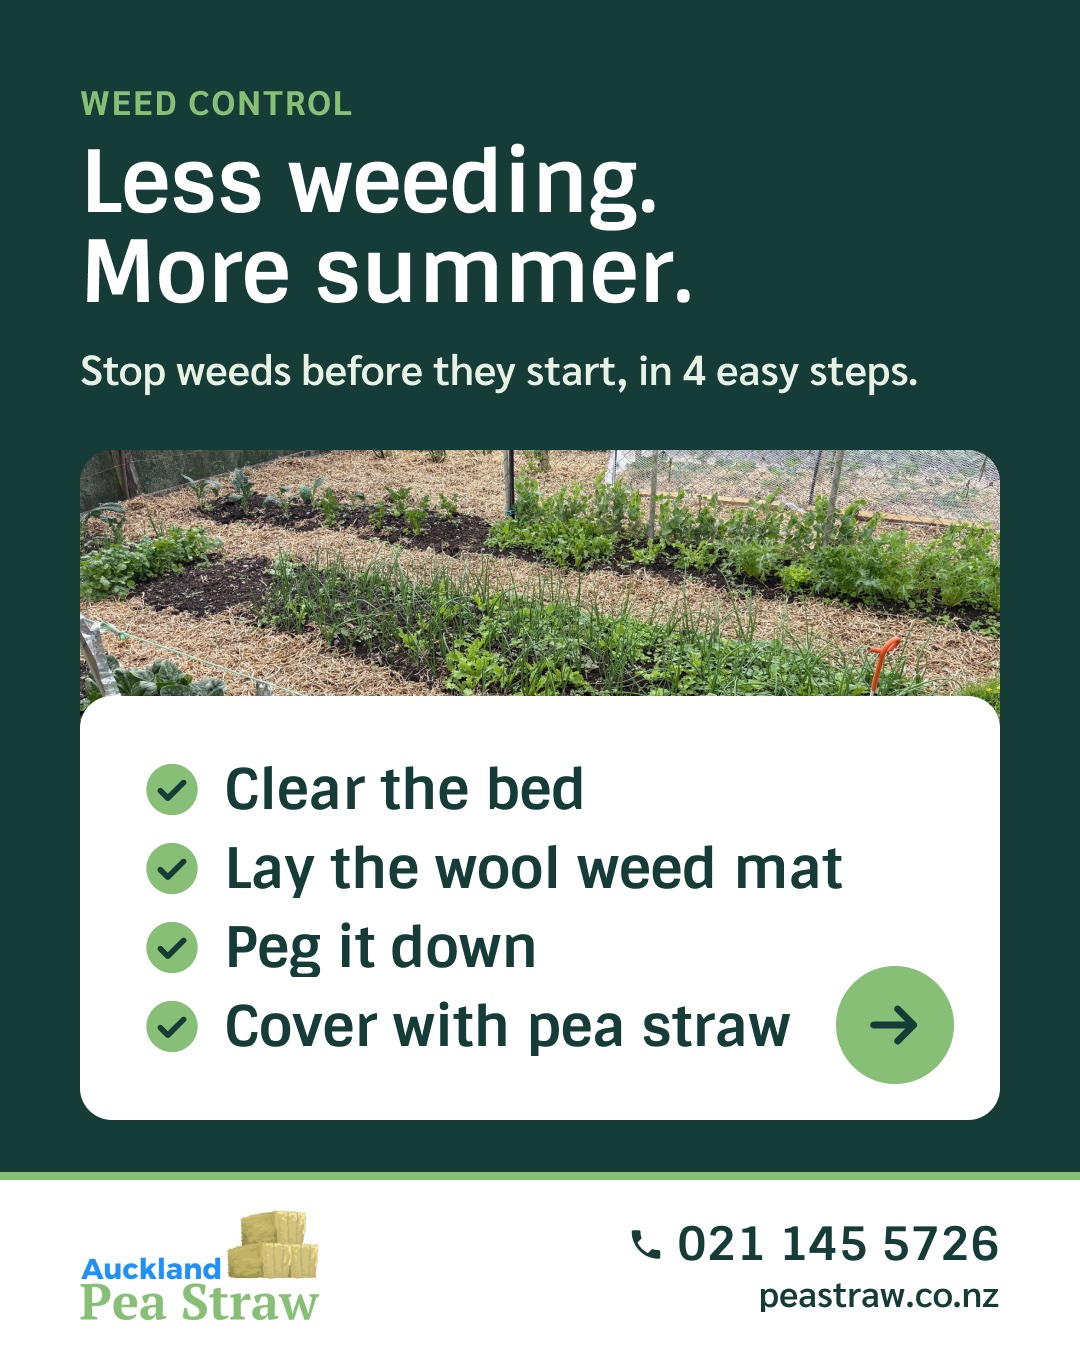 WEED CONTROL
Less weeding.
More summer.
Stop weeds before they start, in 4 easy steps.
Clear the bed
Lay the wool weed mat
Peg it down
Cover with pea straw
Auckland
Pea Straw
021 145 5726
peastraw.co.nz